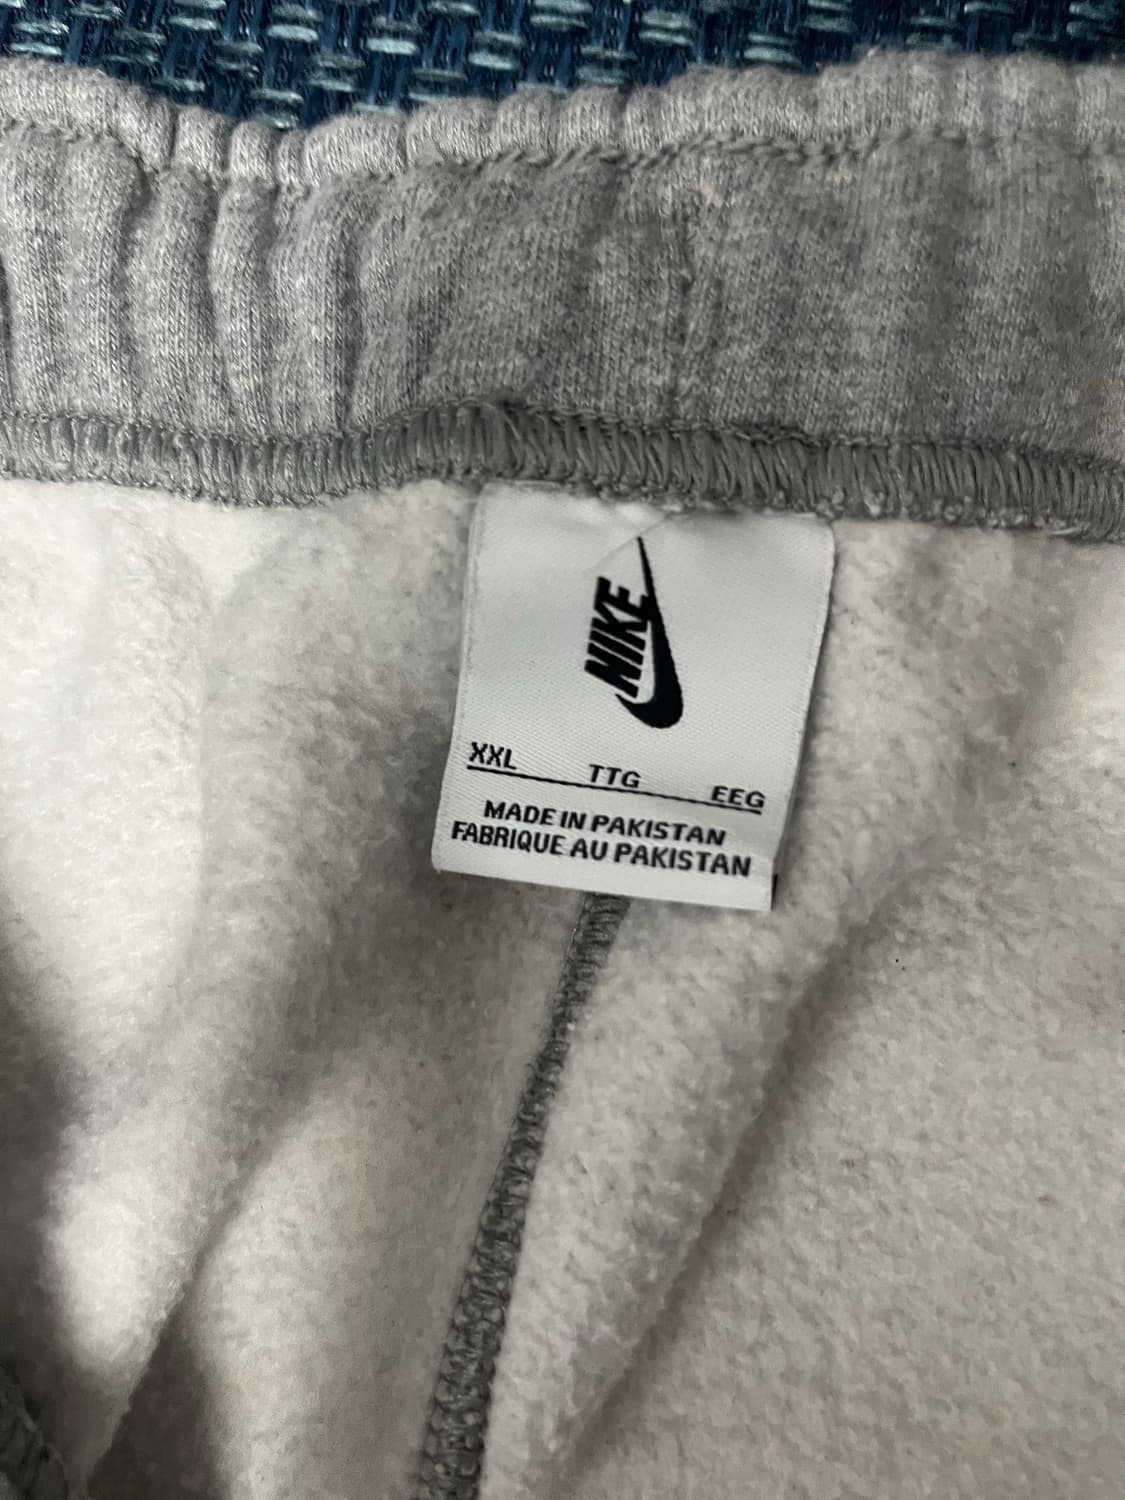 NIKE
XXL TTG EEG
MADE IN PAKISTAN
FABRIQUE AU PAKISTAN